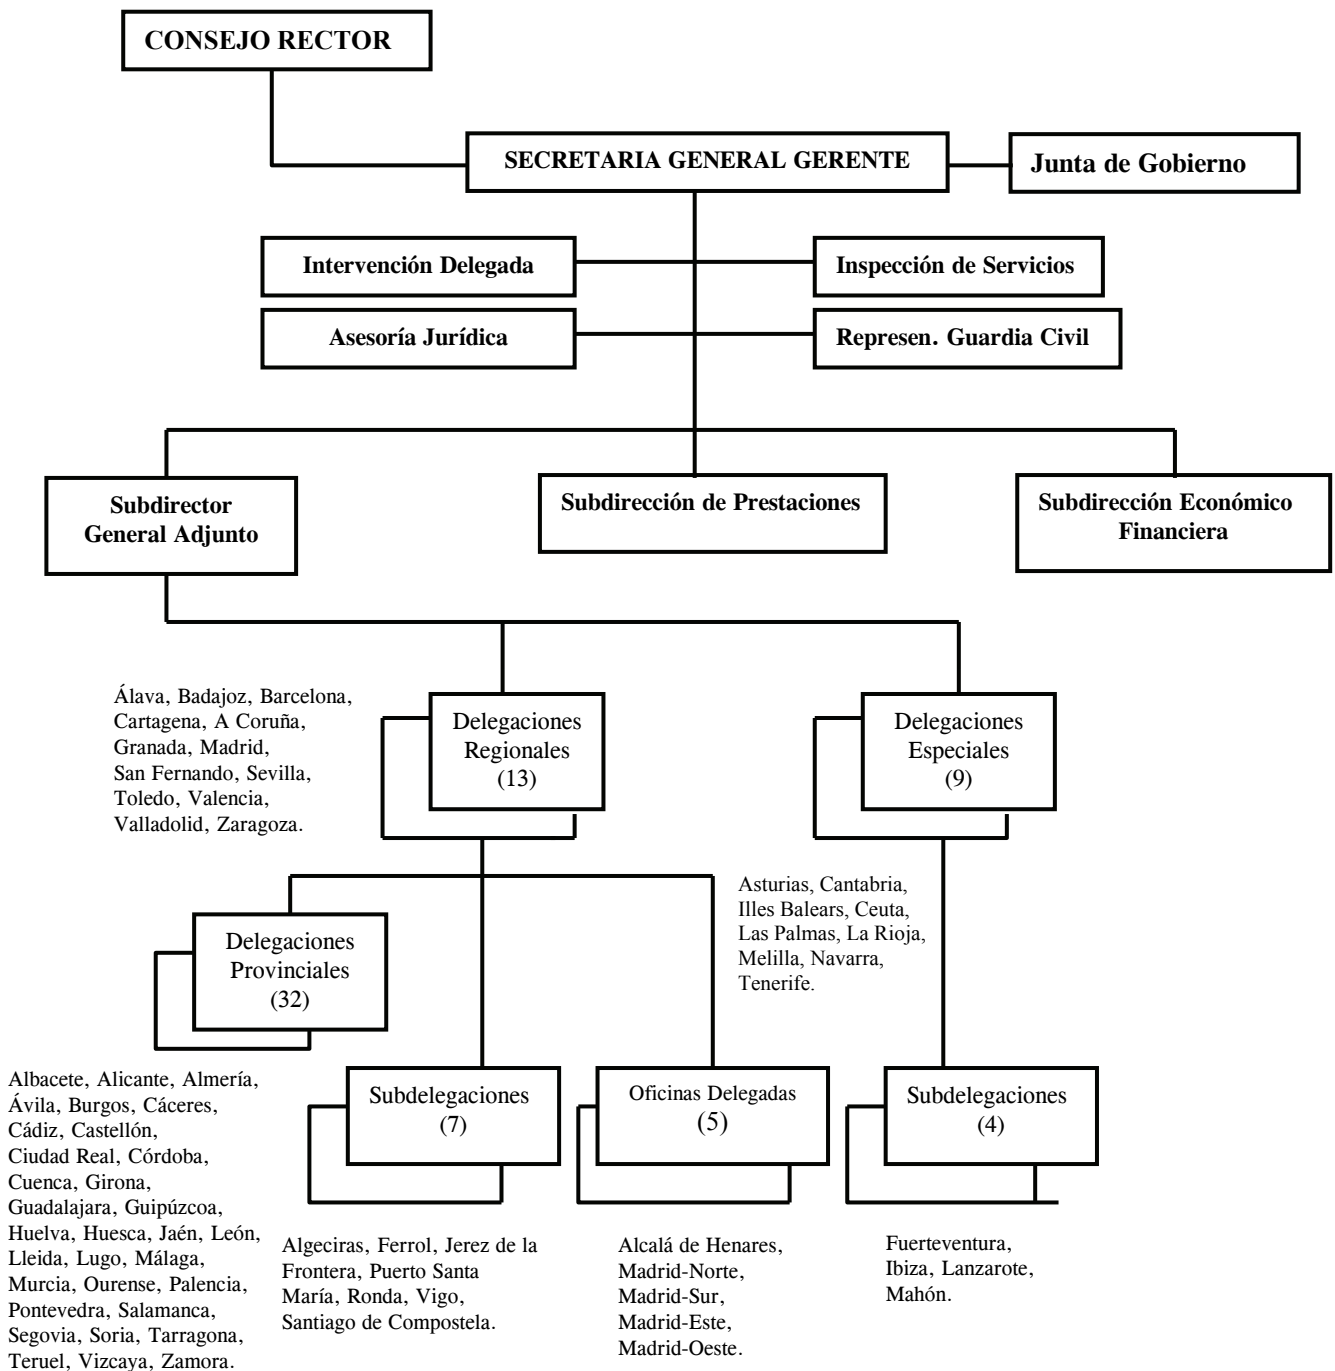 CONSEJO RECTOR
SECRETARIA GENERAL GERENTE
Junta de Gobierno
Intervención Delegada
Inspección de Servicios
Asesoría Jurídica
Represen. Guardia Civil
Subdirector
General Adjunto
Subdirección de Prestaciones
Subdirección Económico
Financiera
Álava, Badajoz, Barcelona,
Cartagena, A Coruña,
Granada, Madrid,
San Fernando, Sevilla,
Toledo, Valencia,
Valladolid, Zaragoza.
Delegaciones
Regionales
(13)
Delegaciones
Especiales
(9)
Asturias, Cantabria,
Illes Balears, Ceuta,
Las Palmas, La Rioja,
Melilla, Navarra,
Tenerife.
Delegaciones
Provinciales
(32)
Albacete, Alicante, Almería,
Ávila, Burgos, Cáceres,
Cádiz, Castellón,
Ciudad Real, Córdoba,
Cuenca, Girona,
Guadalajara, Guipúzcoa,
Huelva, Huesca, Jaén, León,
Lleida, Lugo, Málaga,
Murcia, Ourense, Palencia,
Pontevedra, Salamanca,
Segovia, Soria, Tarragona,
Teruel, Vizcaya, Zamora.
Subdelegaciones
(7)
Algeciras, Ferrol, Jerez de la
Frontera, Puerto Santa
María, Ronda, Vigo,
Santiago de Compostela.
Oficinas Delegadas
(5)
Alcalá de Henares,
Madrid-Norte,
Madrid-Sur,
Madrid-Este,
Madrid-Oeste.
Subdelegaciones
(4)
Fuerteventura,
Ibiza, Lanzarote,
Mahón.